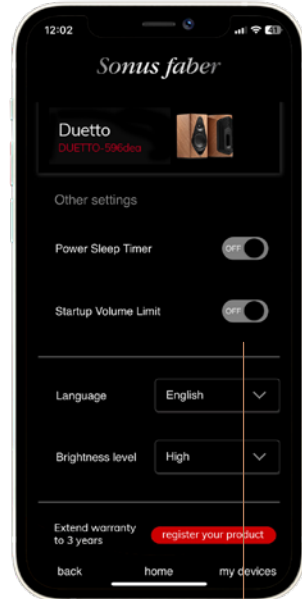 12:02
41
Sonus faber
Duetto
DUETTO-596dea
Other settings
Power Sleep Timer
OFF
Startup Volume Limit
OFF
Language
English
Brightness level
High
Extend warranty
to 3 years
register your product
back
home
my devices